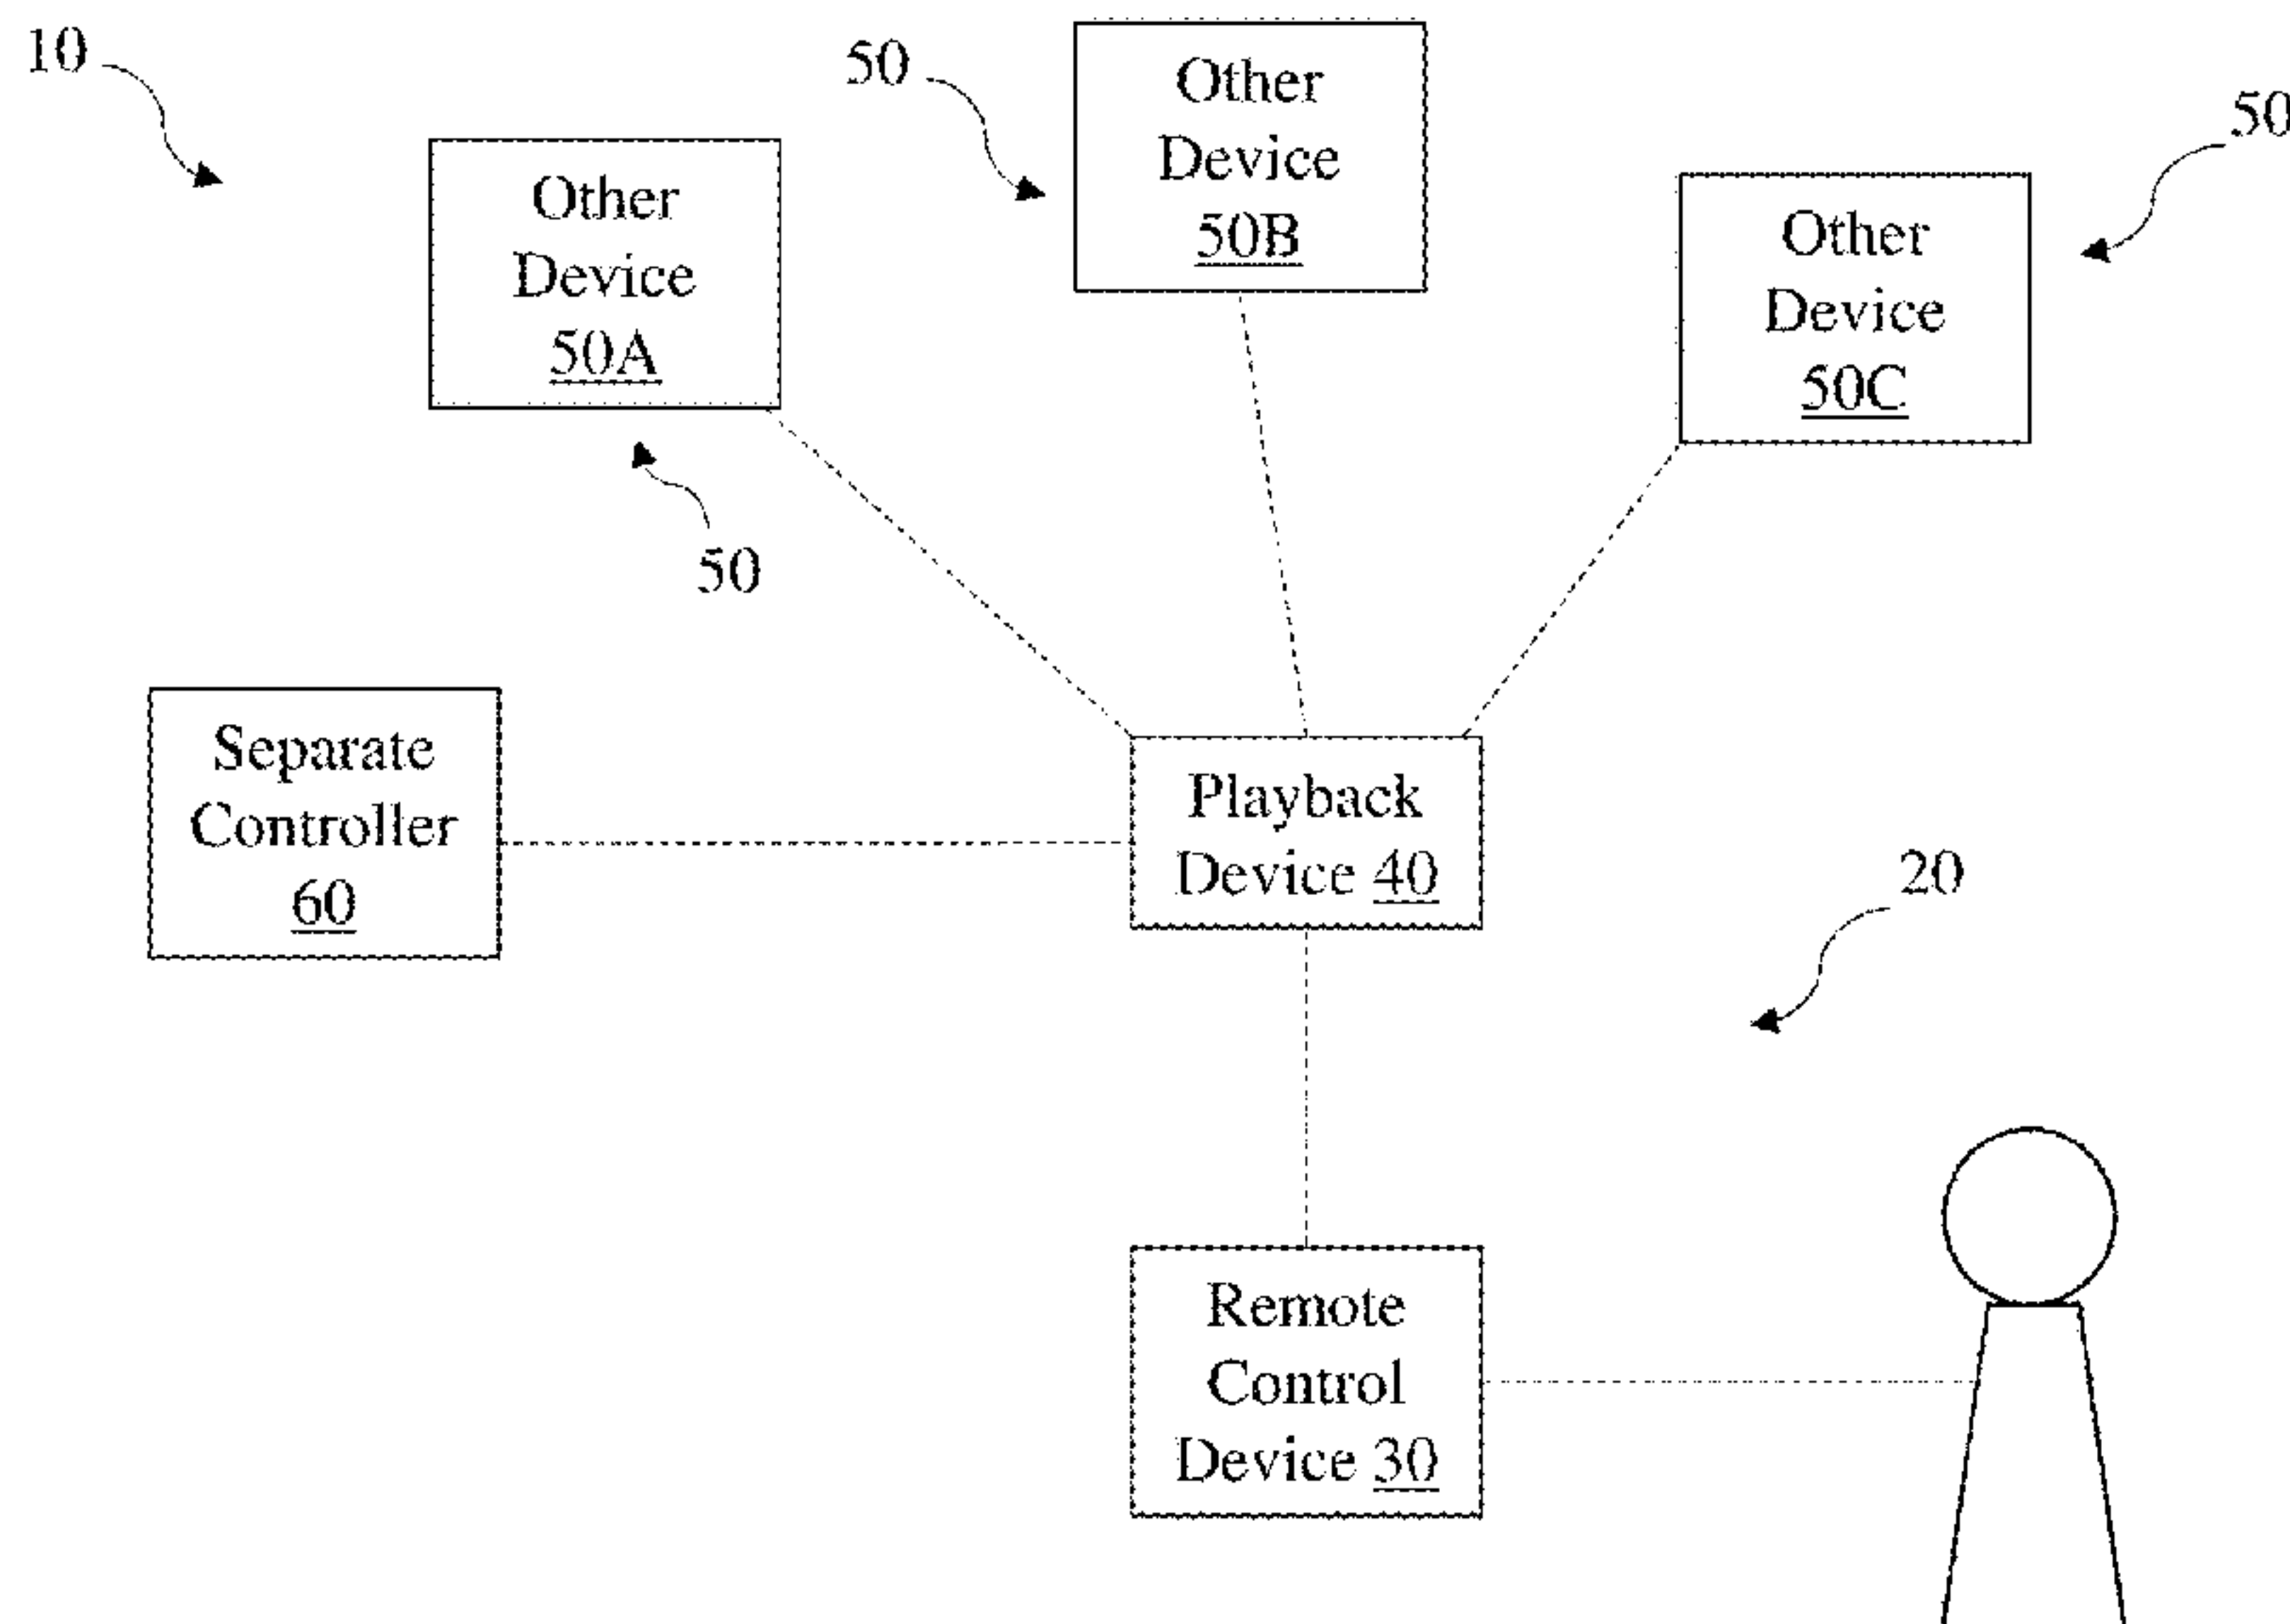 10
50
Other
Device
50B
50
Other
Device
50A
Other
Device
50C
50
Separate
Controller
60
Playback
Device 40
20
Remote
Control
Device 30